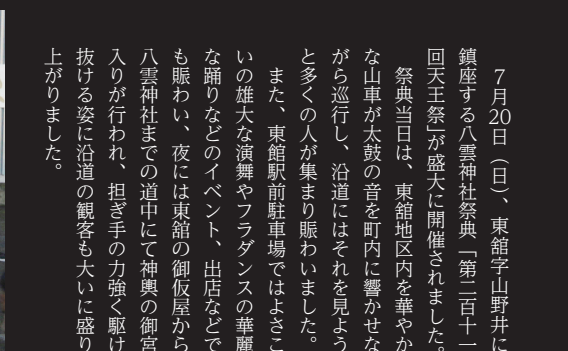 ７月20日（日）、東舘字山野井に
鎮座する八雲神社祭典「第二百十一
回天王祭」が盛大に開催されました。
　祭典当日は、東舘地区内を華やか
な山車が太鼓の音を町内に響かせな
がら巡行し、沿道にはそれを見よう
と多くの人が集まり賑わいました。
　また、東館駅前駐車場ではよさこ
いの雄大な演舞やフラダンスの華麗
な踊りなどのイベント、出店などで
も賑わい、夜には東舘の御仮屋から
八雲神社までの道中にて神輿の御宮
入りが行われ、担ぎ手の力強く駆け
抜ける姿に沿道の観客も大いに盛り
上がりました。